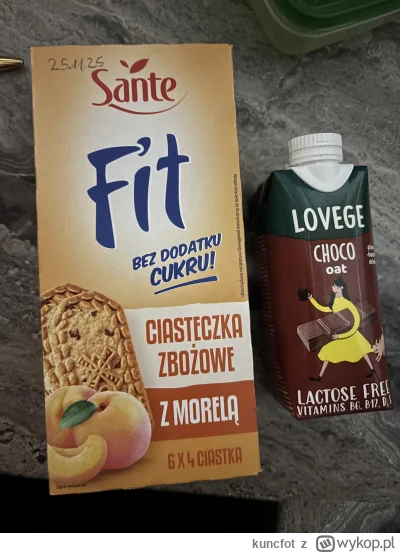 25.11.25
Sante
Fit
BEZ DODATKU
CUKRU!
CIASTECZKA
ZBOŻOWE
Z MORELĄ
6 X 4 CIASTKA
LOVEGE
CHOCO
oat
LACTOSE FREE
VITAMINS B6, B12, D,
kuncfot z wykop.pl